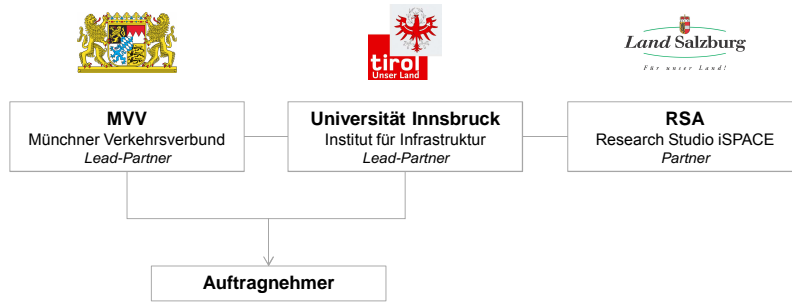 tirol
Unser Land
Land Salzburg
Für unser Land!
MVV
Münchner Verkehrsverbund
Lead-Partner
Universität Innsbruck
Institut für Infrastruktur
Lead-Partner
RSA
Research Studio iSPACE
Partner
Auftragnehmer